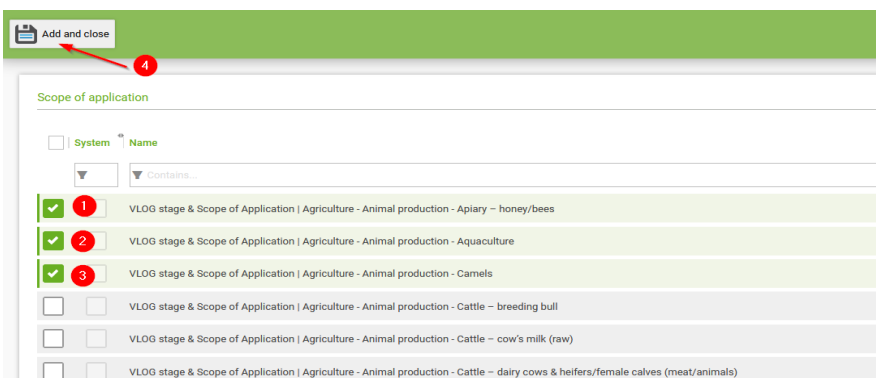 Add and close
4
Scope of application
System Name
Contains...
1 VLOG stage & Scope of Application | Agriculture - Animal production - Apiary – honey/bees
2 VLOG stage & Scope of Application | Agriculture - Animal production - Aquaculture
3 VLOG stage & Scope of Application | Agriculture - Animal production - Camels
VLOG stage & Scope of Application | Agriculture - Animal production - Cattle – breeding bull
VLOG stage & Scope of Application | Agriculture - Animal production - Cattle – cow's milk (raw)
VLOG stage & Scope of Application | Agriculture - Animal production - Cattle – dairy cows & heifers/female calves (meat/animals)